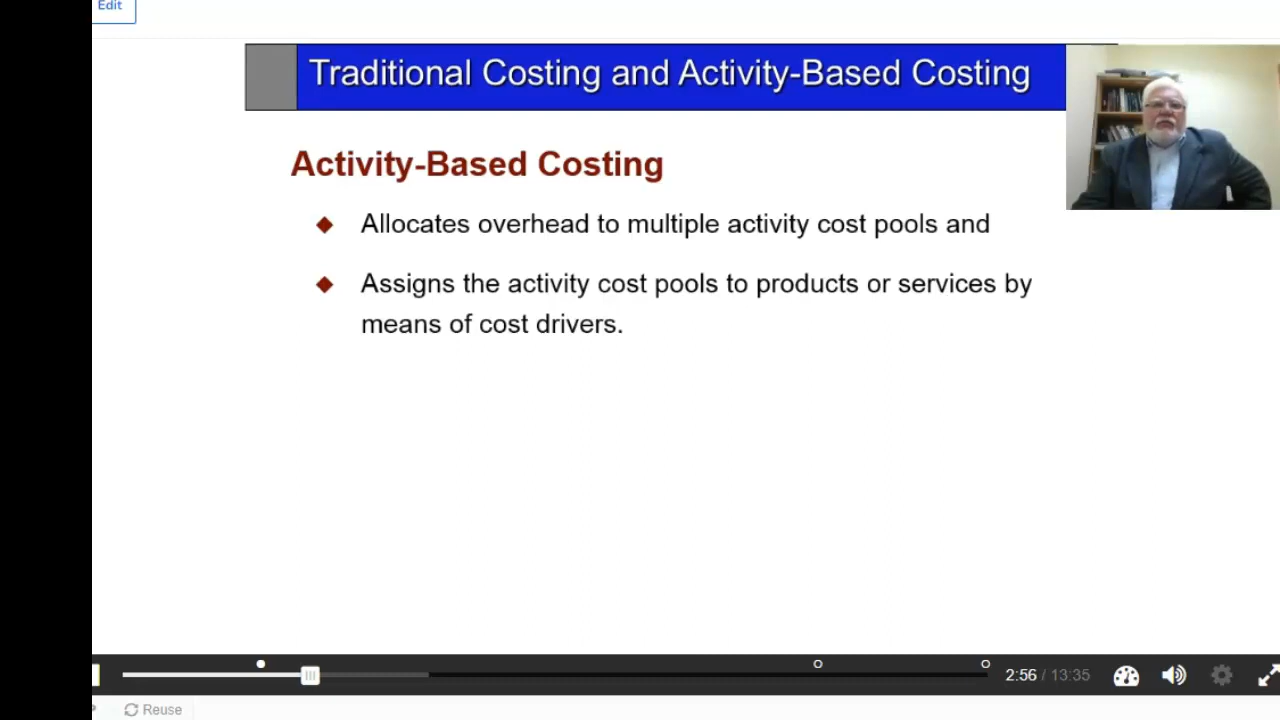 Edit
Traditional Costing and Activity-Based Costing
Activity-Based Costing
Allocates overhead to multiple activity cost pools and
Assigns the activity cost pools to products or services by
means of cost drivers.
2:56 / 13:35
Reuse